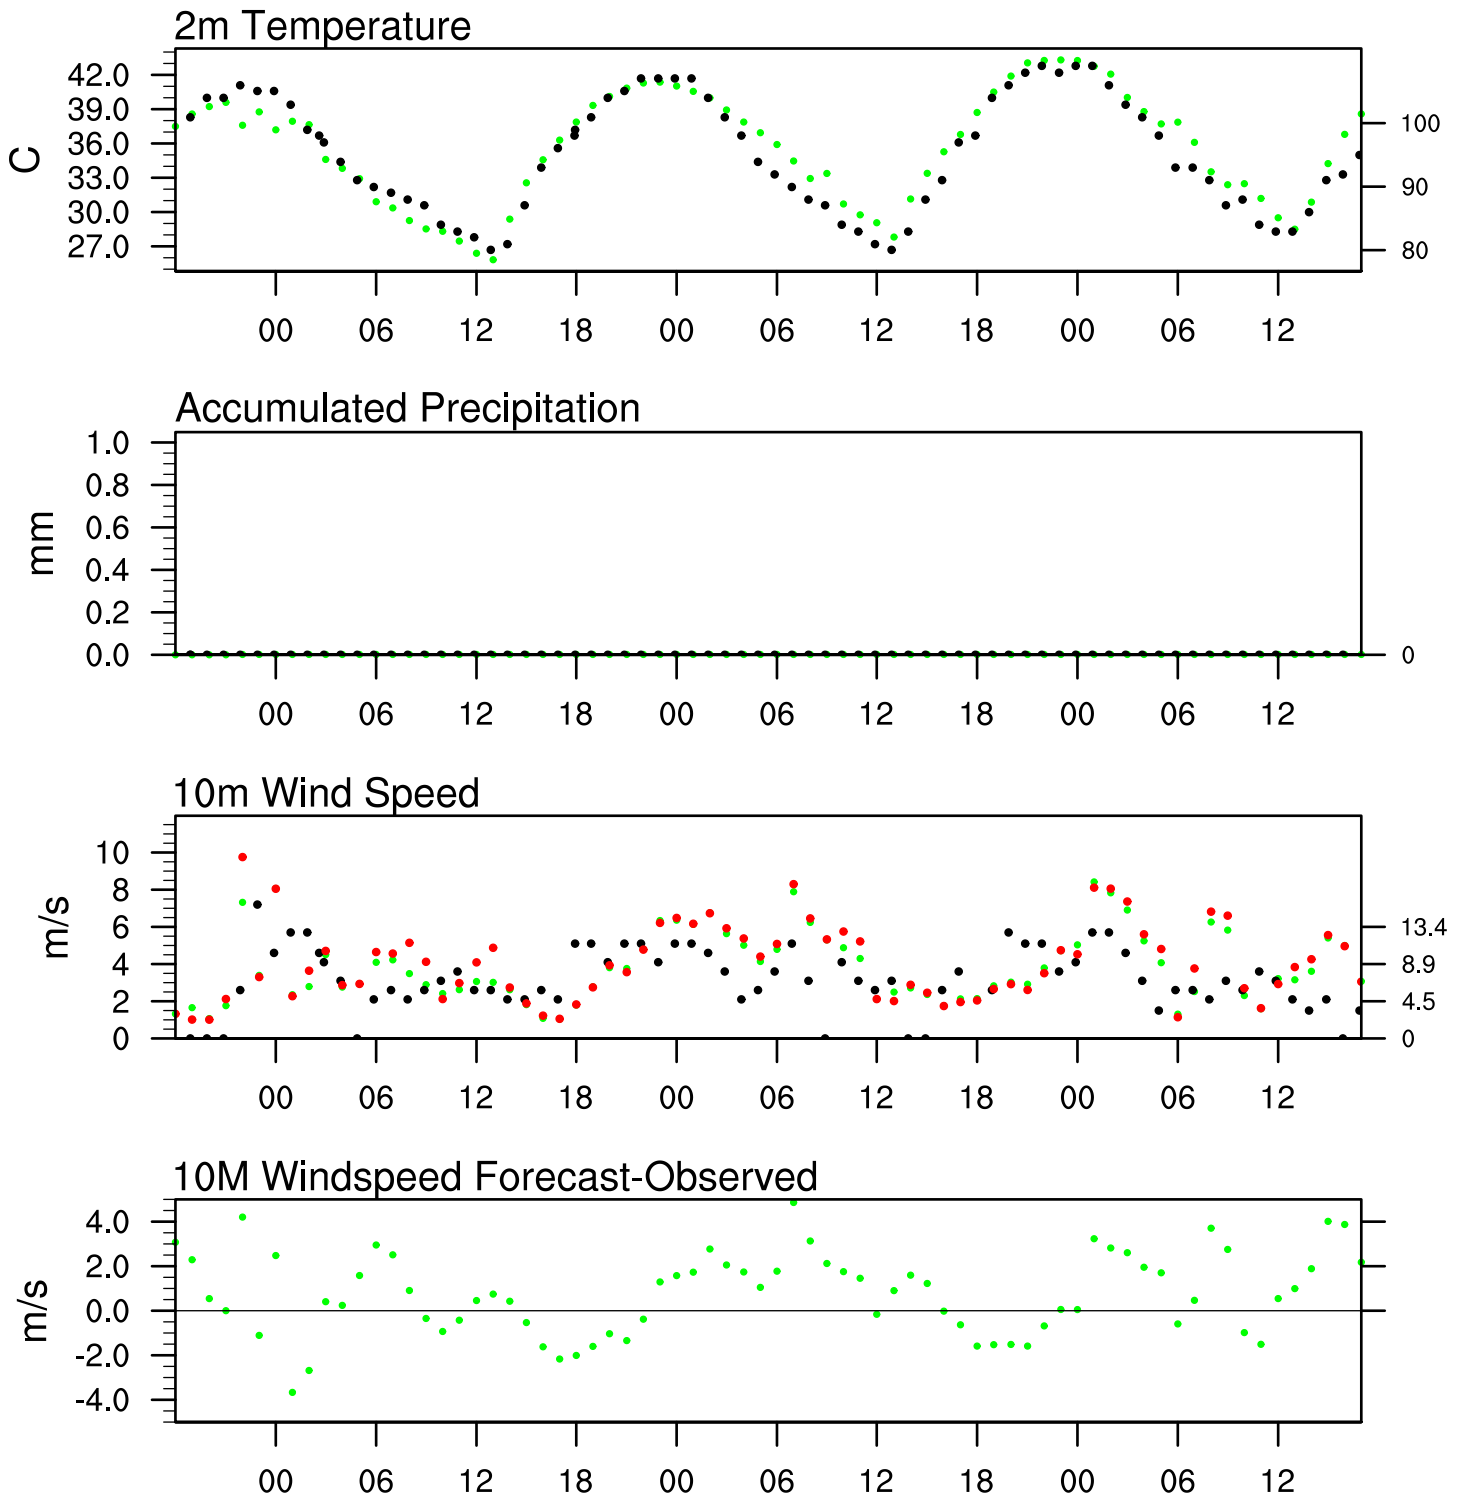 2m Temperature
42.0
39.0
36.0
33.0
30.0
27.0
C
100
90
80
00 06 12 18 00 06 12 18 00 06 12
Accumulated Precipitation
1.0
0.8
0.6
0.4
0.2
0.0
mm
0
00 06 12 18 00 06 12 18 00 06 12
10m Wind Speed
10
8
6
4
2
0
m/s
13.4
8.9
4.5
0
00 06 12 18 00 06 12 18 00 06 12
10M Windspeed Forecast-Observed
4.0
2.0
0.0
-2.0
-4.0
m/s
00 06 12 18 00 06 12 18 00 06 12